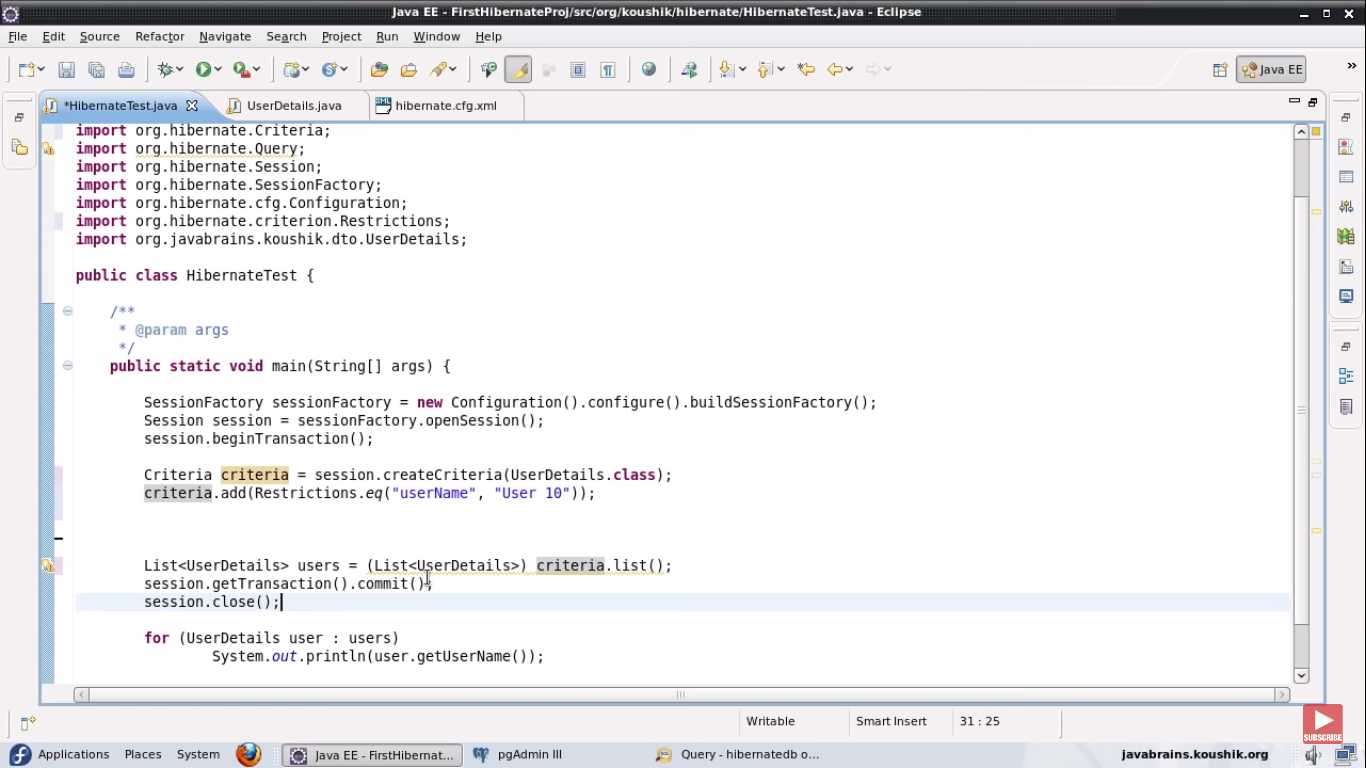 Java EE - FirstHibernateProj/src/org/koushik/hibernate/HibernateTest.java - Eclipse
File Edit Source Refactor Navigate Search Project Run Window Help
Java EE
*HibernateTest.java UserDetails.java hibernate.cfg.xml
import org.hibernate.Criteria;
import org.hibernate.Query;
import org.hibernate.Session;
import org.hibernate.SessionFactory;
import org.hibernate.cfg.Configuration;
import org.hibernate.criterion.Restrictions;
import org.javabrains.koushik.dto.UserDetails;
public class HibernateTest {
/**
* @param args
*/
public static void main(String[] args) {
SessionFactory sessionFactory = new Configuration().configure().buildSessionFactory();
Session session = sessionFactory.openSession();
session.beginTransaction();
Criteria criteria = session.createCriteria(UserDetails.class);
criteria.add(Restrictions.eq("userName", "User 10"));
List<UserDetails> users = (List<UserDetails>) criteria.list();
session.getTransaction().commit();
session.close();
for (UserDetails user : users)
System.out.println(user.getUserName());
Writable Smart Insert 31 : 25
SUBSCRIBE
Applications Places System Java EE - FirstHibernat... pgAdmin III Query - hibernatedb o... javabrains.koushik.org